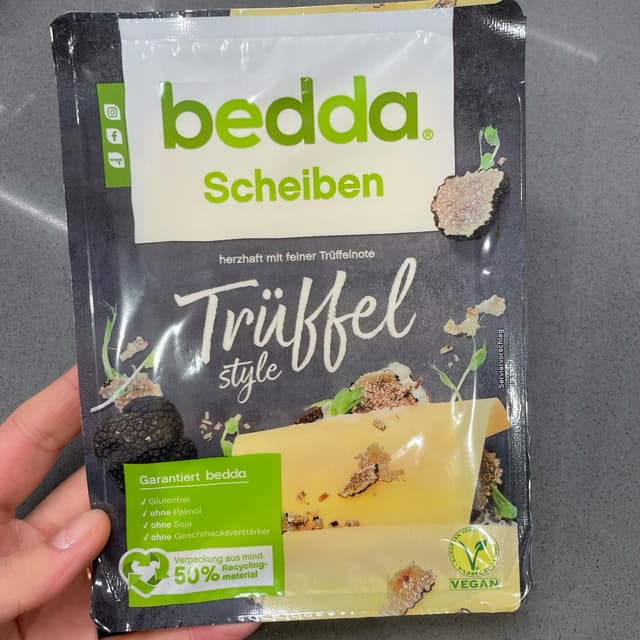 bedda®
Scheiben
herzhaft mit feiner Trüffelnote
Trüffel
style
Serviervorschlag
Garantiert bedda
√ Glutenfrei
√ ohne Palmöl
√ ohne Soja
√ ohne Geschmacksverstärker
Verpackung aus mind.
50% Recycling-
material
VEGAN